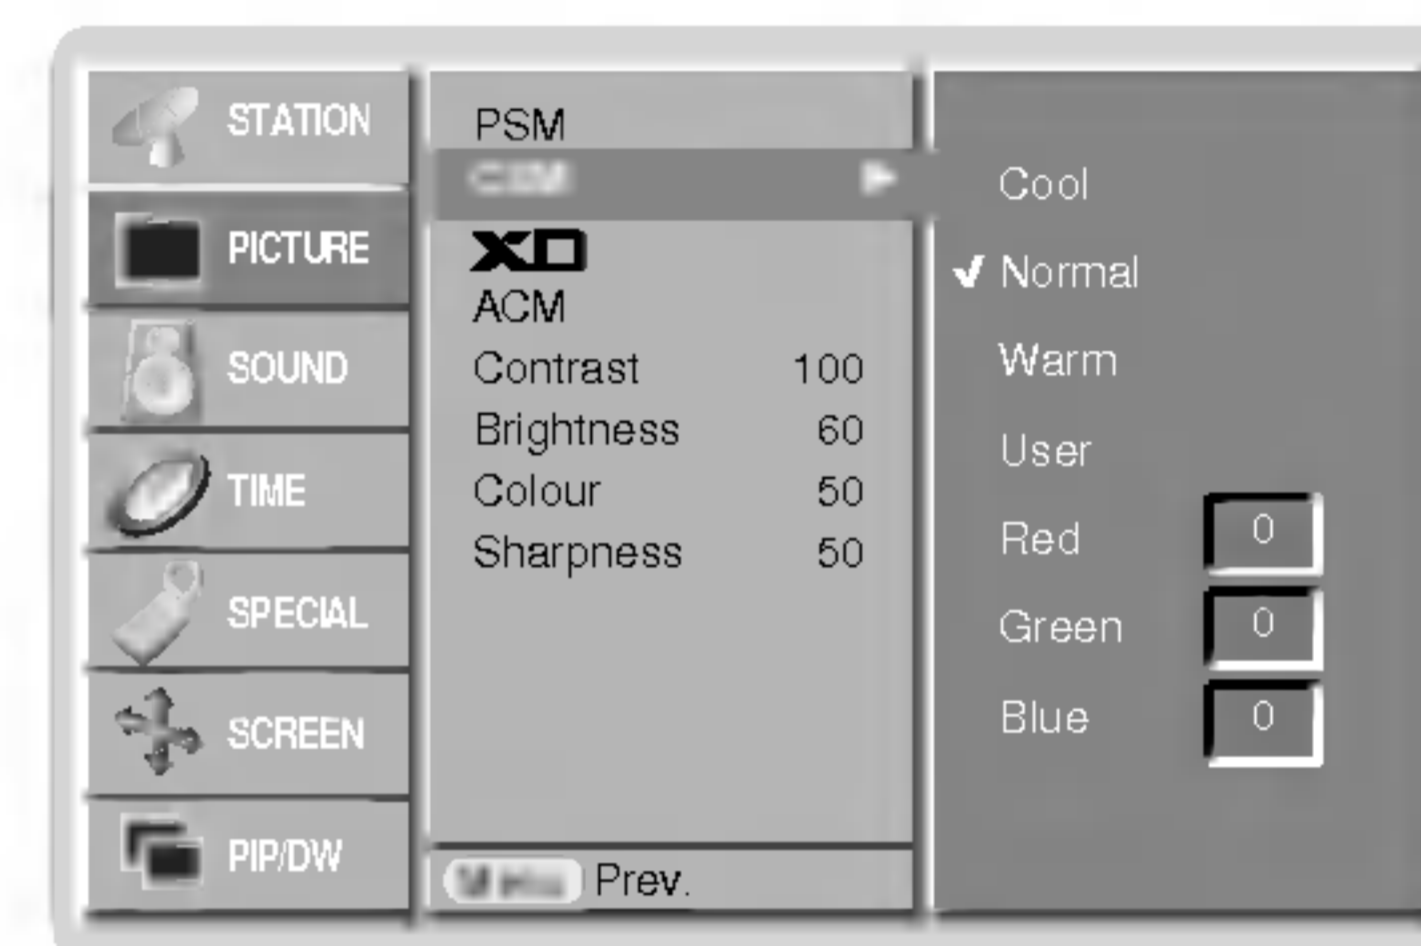 STATION
PICTURE
SOUND
TIME
SPECIAL
SCREEN
PIP/DW
PSM
XD
ACM
Contrast 100
Brightness 60
Colour 50
Sharpness 50
Prev.
Cool
✔ Normal
Warm
User
Red 0
Green 0
Blue 0